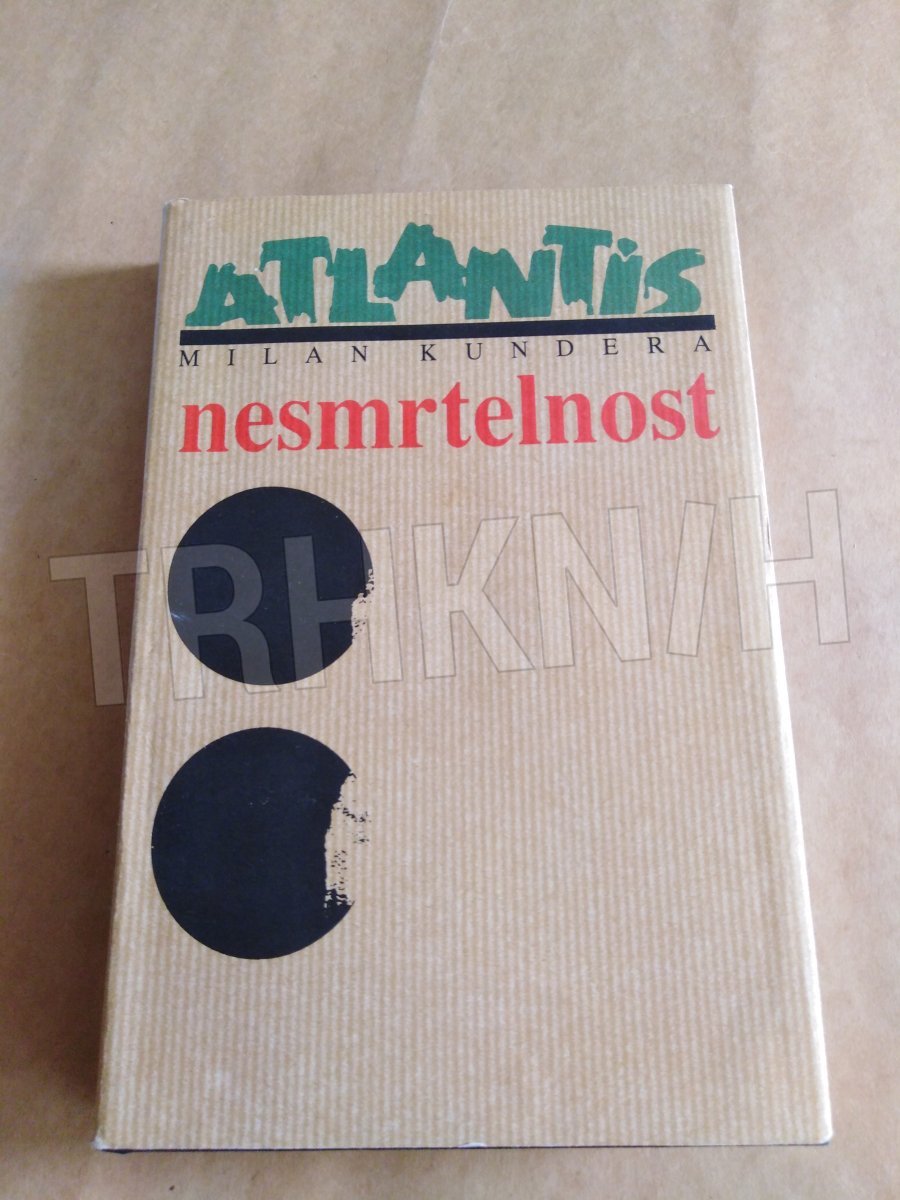 ATLANTiS
MILAN KUNDERA
nesmrtelnost
TRHKNIH